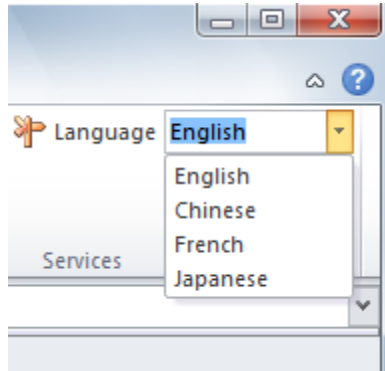 Language English
English
Chinese
French
Japanese
Services